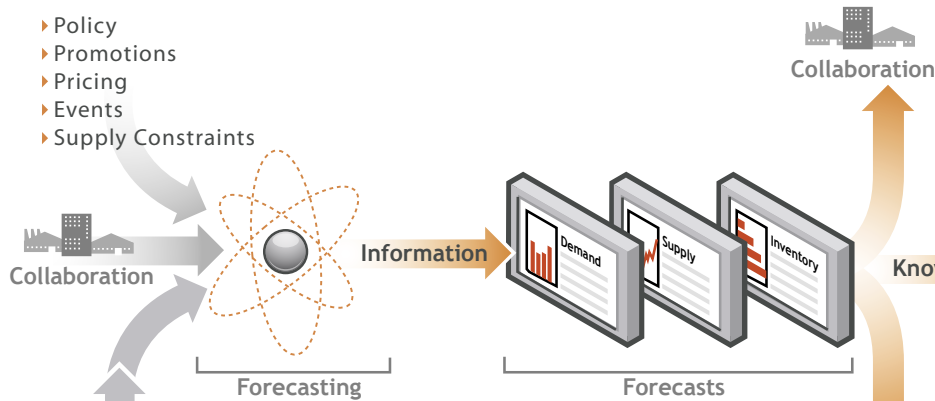 Policy
Promotions
Pricing
Events
Supply Constraints
Collaboration
Collaboration
Information
Demand
Supply
Inventory
Forecasting
Forecasts